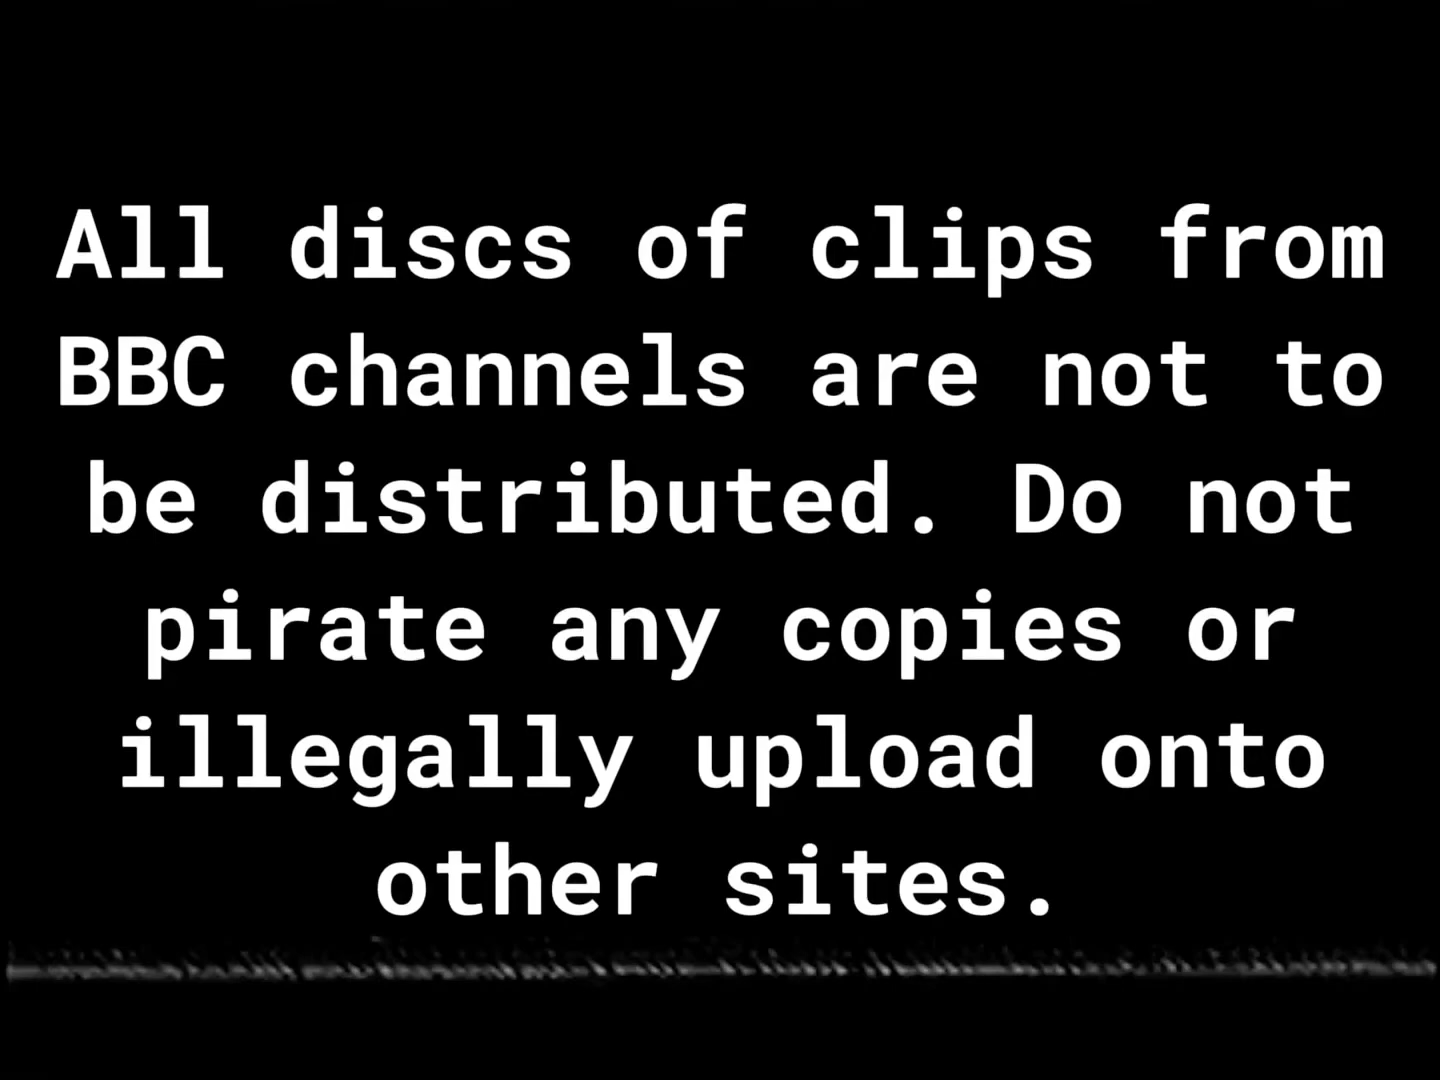 All discs of clips from
BBC channels are not to
be distributed. Do not
pirate any copies or
illegally upload onto
other sites.